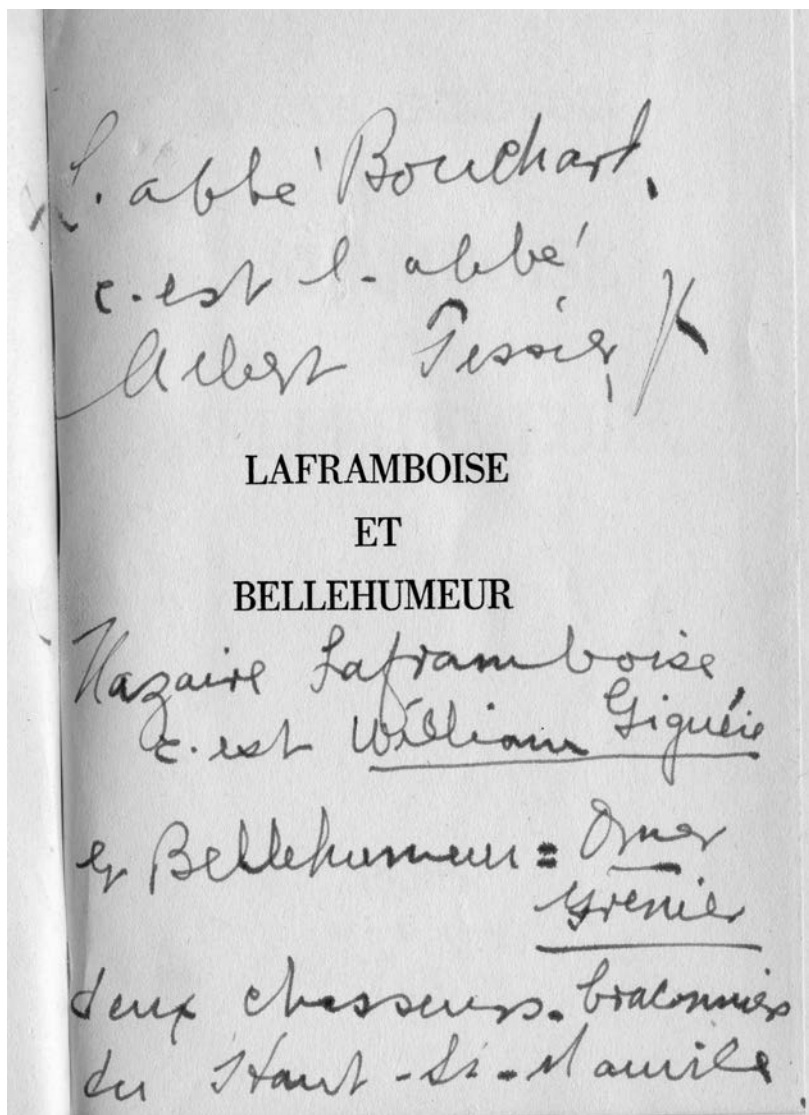 L'abbé Bouchard,
c'est l'abbé
Albert Tessier,
LAFRAMBOISE
ET
BELLEHUMEUR
Nazaire Laframboise,
c'est William Giguère
et Bellehumeur = Omer
Grenier
deux chasseurs-braconniers
du Haut-St-Maurice